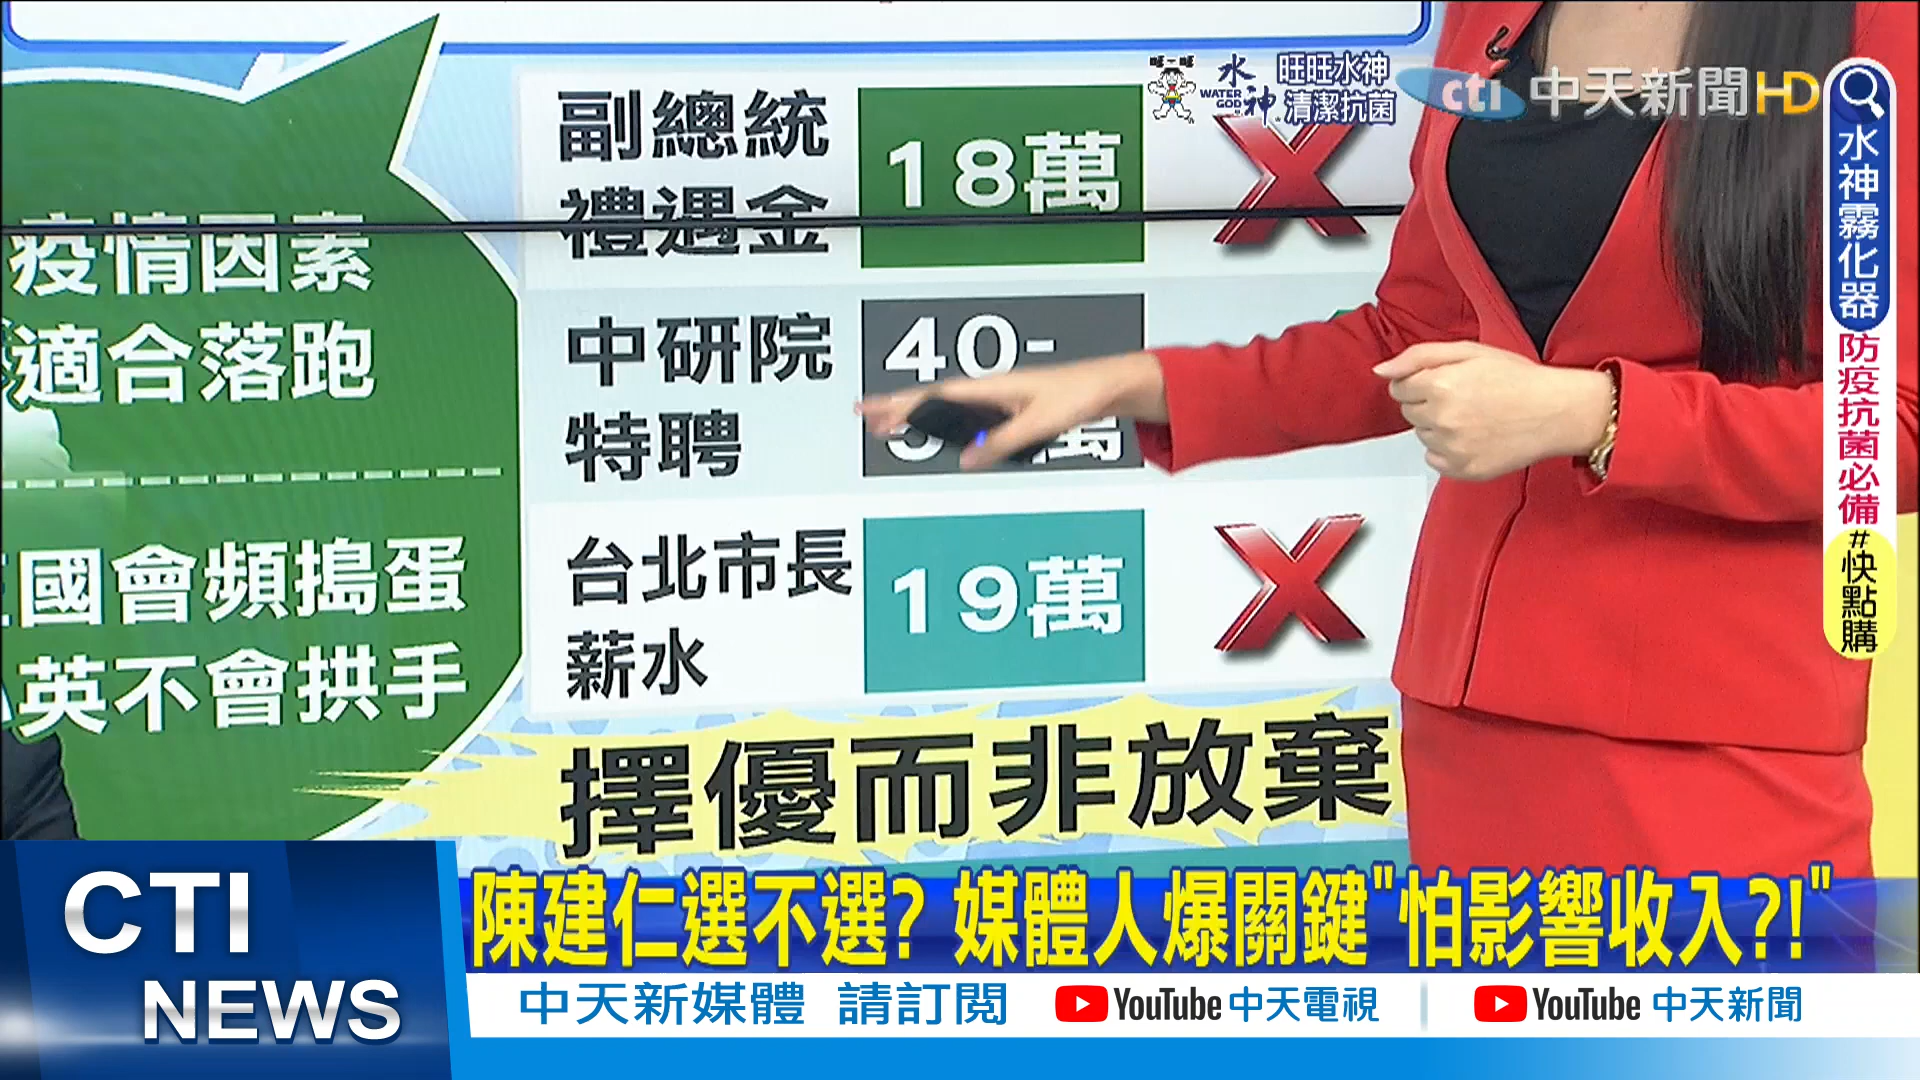 副總統
禮遇金
18萬
中研院
特聘
40-
萬
台北市長
薪水
19萬
擇優而非放棄
疫情因素
適合落跑
國會頻搗蛋
英不會拱手
旺旺水神
清潔抗菌
水神
WATER GOD
cti 中天新聞HD
水神霧化器
防疫抗菌必備
#快點購
陳建仁選不選? 媒體人爆關鍵"怕影響收入?!"
CTI
NEWS
中天新媒體 請訂閱 YouTube 中天電視 YouTube 中天新聞